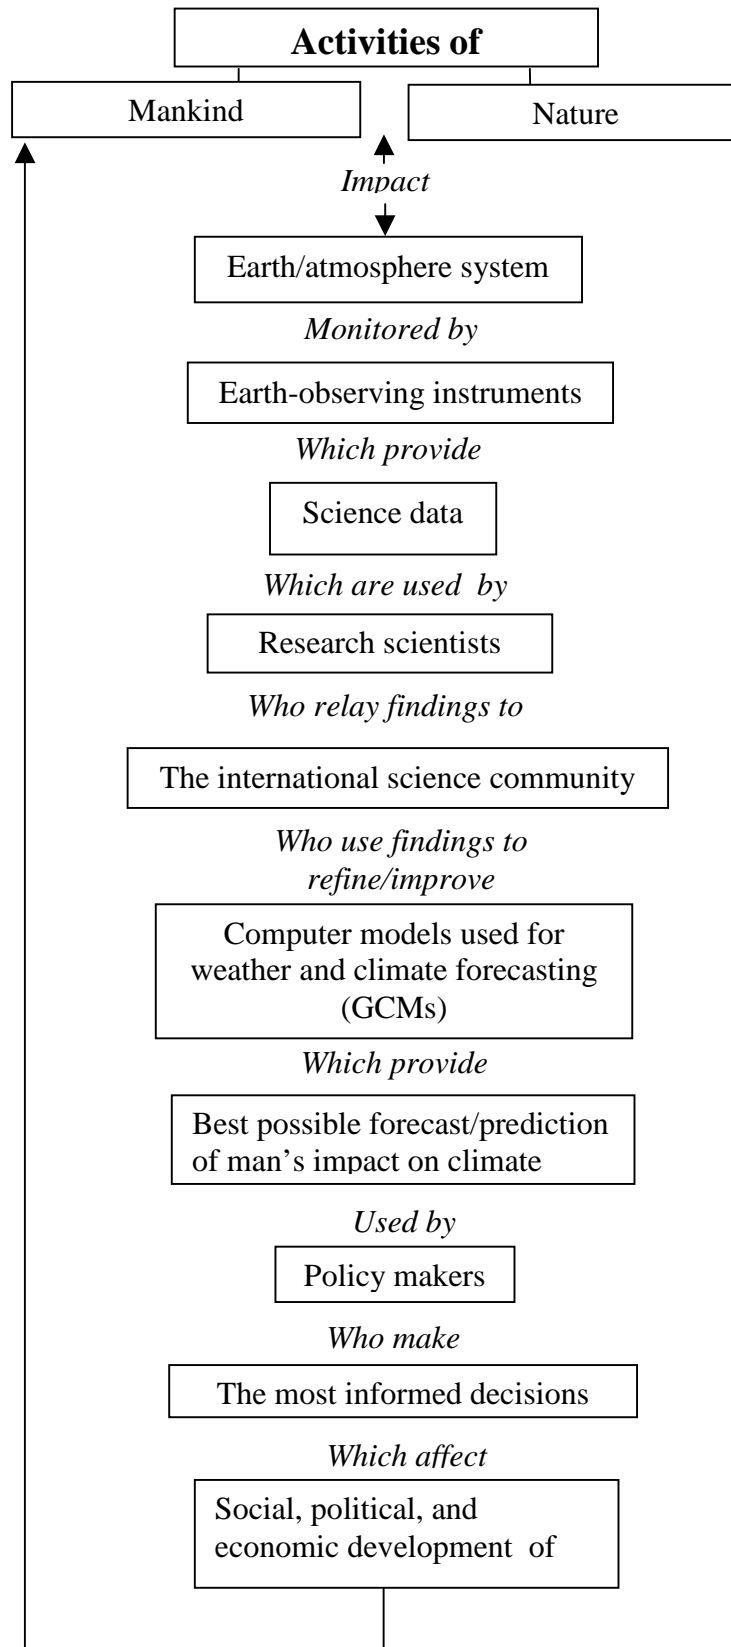 Activities of
Mankind
Nature
Impact
Earth/atmosphere system
Monitored by
Earth-observing instruments
Which provide
Science data
Which are used by
Research scientists
Who relay findings to
The international science community
Who use findings to
refine/improve
Computer models used for
weather and climate forecasting
(GCMs)
Which provide
Best possible forecast/prediction
of man’s impact on climate
Used by
Policy makers
Who make
The most informed decisions
Which affect
Social, political, and
economic development of